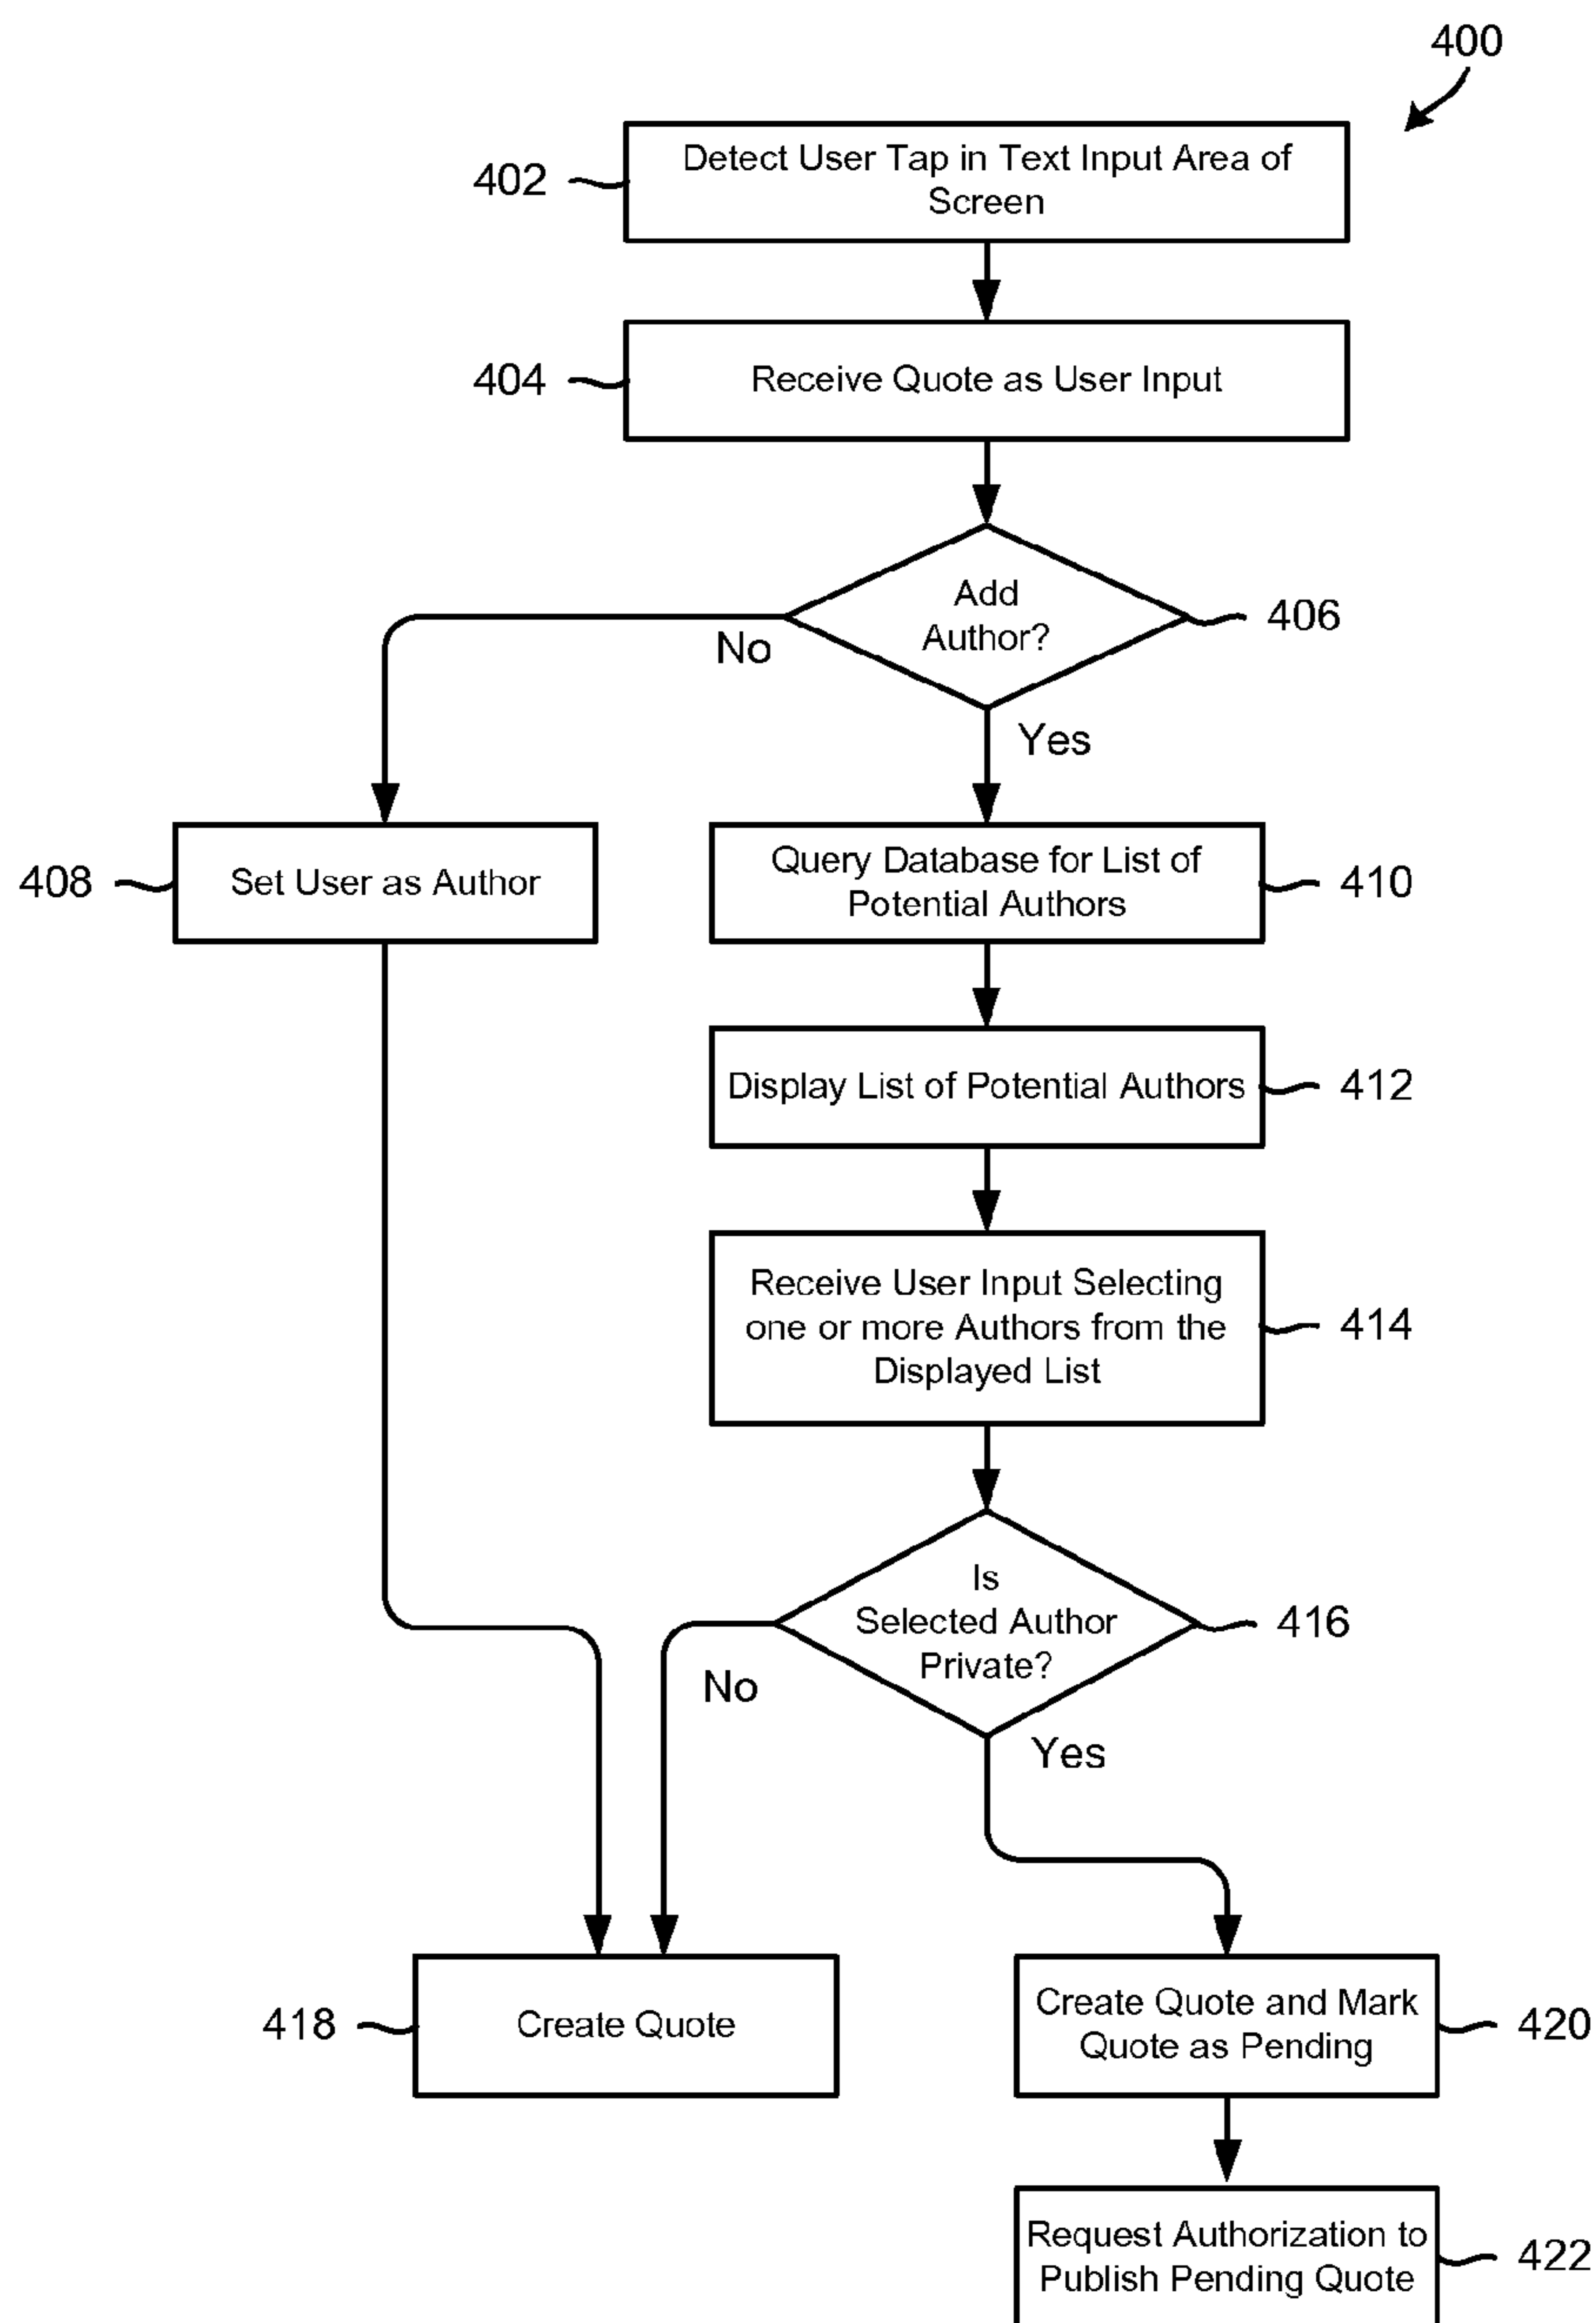 400
402
Detect User Tap in Text Input Area of
Screen
404
Receive Quote as User Input
Add
Author?
406
No
Yes
408
Set User as Author
Query Database for List of
Potential Authors
410
Display List of Potential Authors
412
Receive User Input Selecting
one or more Authors from the
Displayed List
414
Is
Selected Author
Private?
416
No
Yes
418
Create Quote
Create Quote and Mark
Quote as Pending
420
Request Authorization to
Publish Pending Quote
422